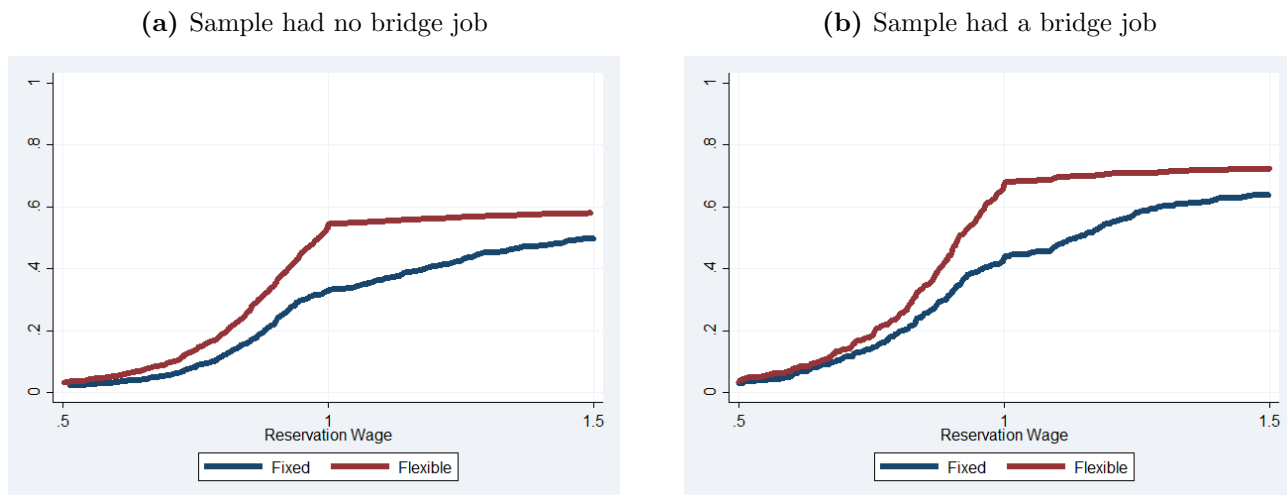 (a) Sample had no bridge job
1
.8
.6
.4
.2
0
.5 1 1.5
Reservation Wage
Fixed Flexible
(b) Sample had a bridge job
1
.8
.6
.4
.2
0
.5 1 1.5
Reservation Wage
Fixed Flexible